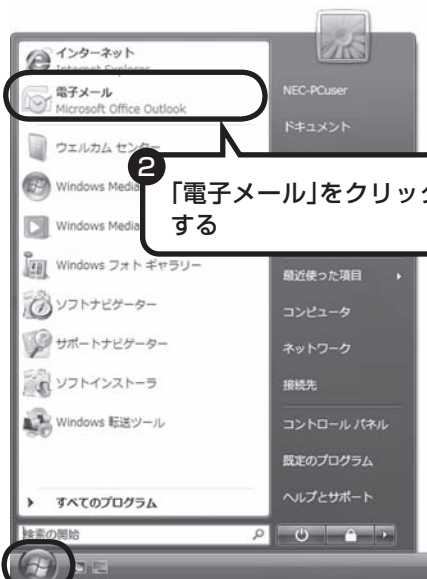 インターネット
Internet Explorer
電子メール
Microsoft Office Outlook
ウェルカム センター
Windows Media
Windows Media
Windows フォト ギャラリー
ソフトナビゲーター
サポートナビゲーター
ソフトインストーラ
Windows 転送ツール
すべてのプログラム
検索の開始
NEC-PCuser
ドキュメント
❷
「電子メール」をクリック
する
最近使った項目
コンピュータ
ネットワーク
接続先
コントロール パネル
既定のプログラム
ヘルプとサポート